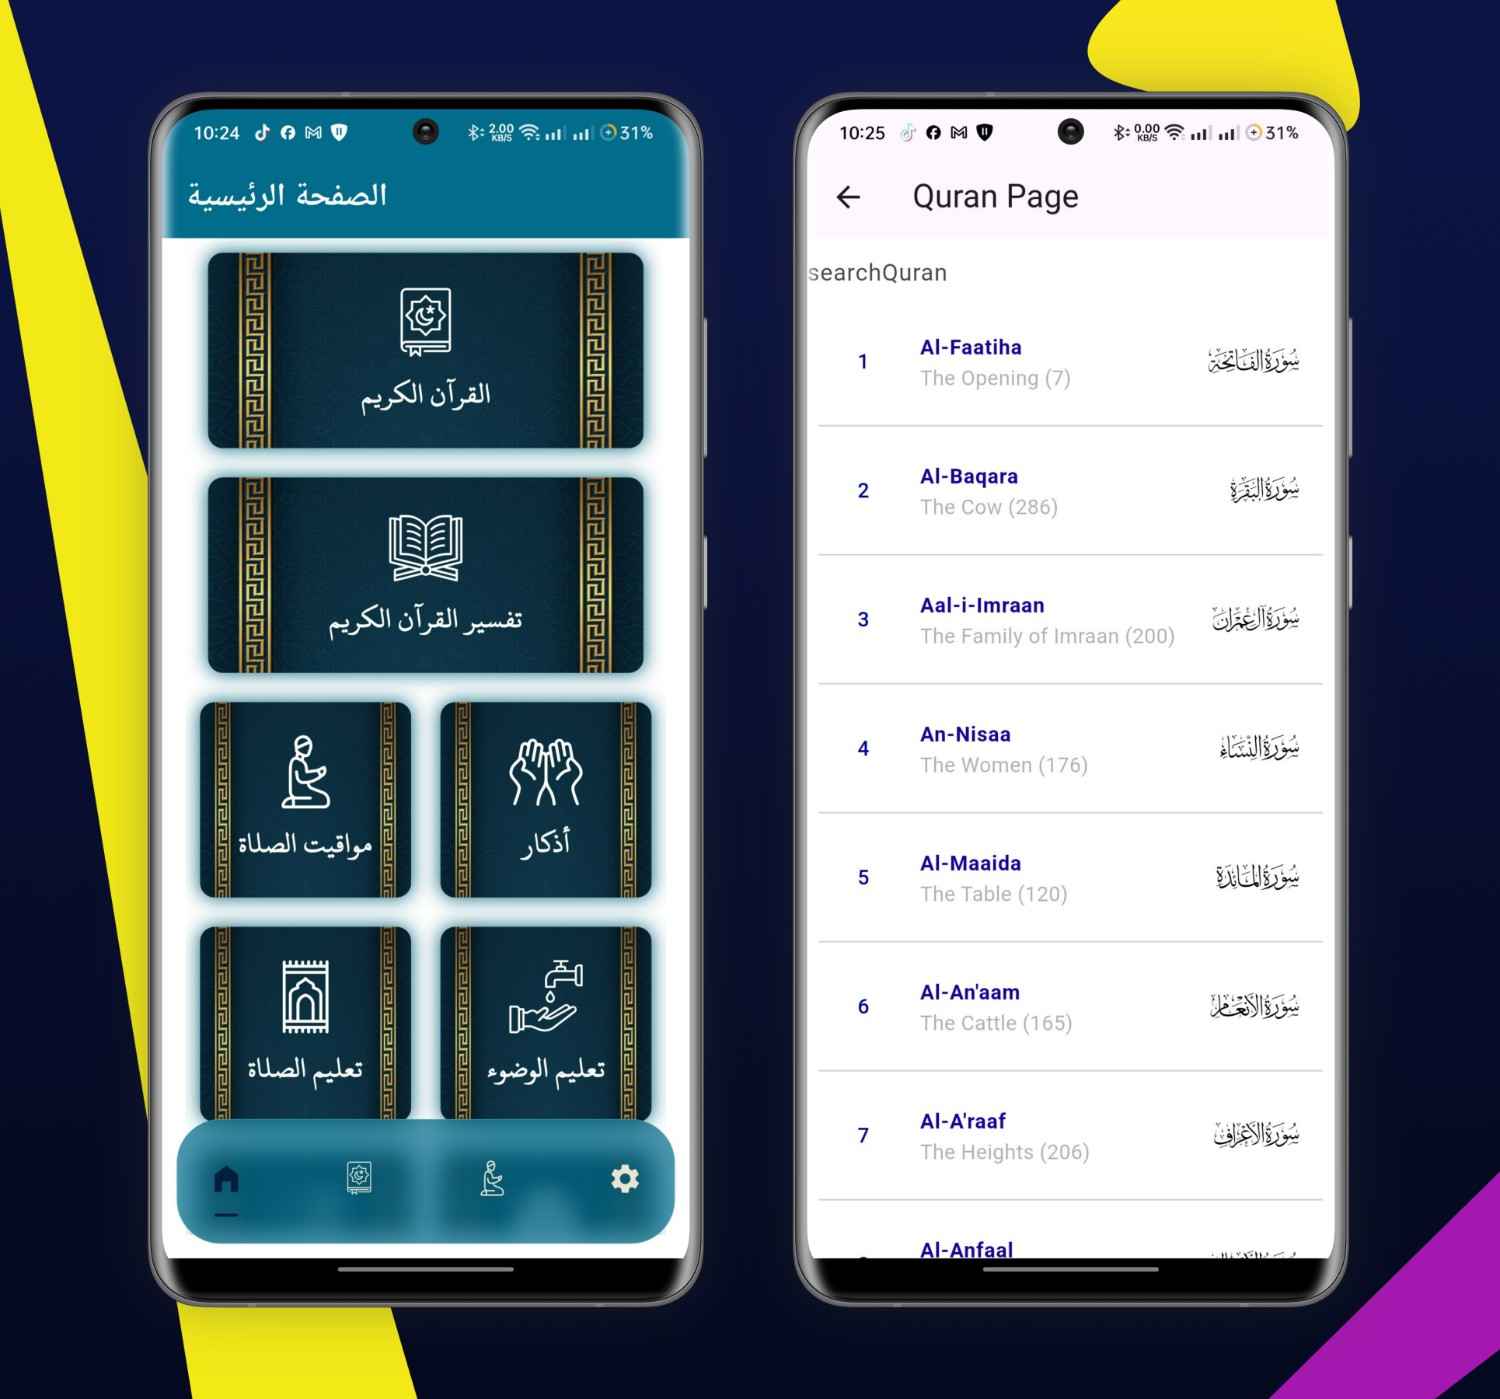 10:24
2.00 KB/S
31%
الصفحة الرئيسية
القرآن الكريم
تفسير القرآن الكريم
مواقيت الصلاة
أذكار
تعليم الصلاة
تعليم الوضوء
10:25
0.00 KB/S
31%
Quran Page
searchQuran
1
Al-Faatiha
The Opening (7)
سُورَةُ الفَاتِحَةِ
2
Al-Baqara
The Cow (286)
سُورَةُ البَقَرَةِ
3
Aal-i-Imraan
The Family of Imraan (200)
سُورَةُ آلِ عِمۡرَان
4
An-Nisaa
The Women (176)
سُورَةُ النِّسَاءِ
5
Al-Maaida
The Table (120)
سُورَةُ المَائِدَةِ
6
Al-An'aam
The Cattle (165)
سُورَةُ الأَنۡعَامِ
7
Al-A'raaf
The Heights (206)
سُورَةُ الأَعۡرَافِ
Al-Anfaal